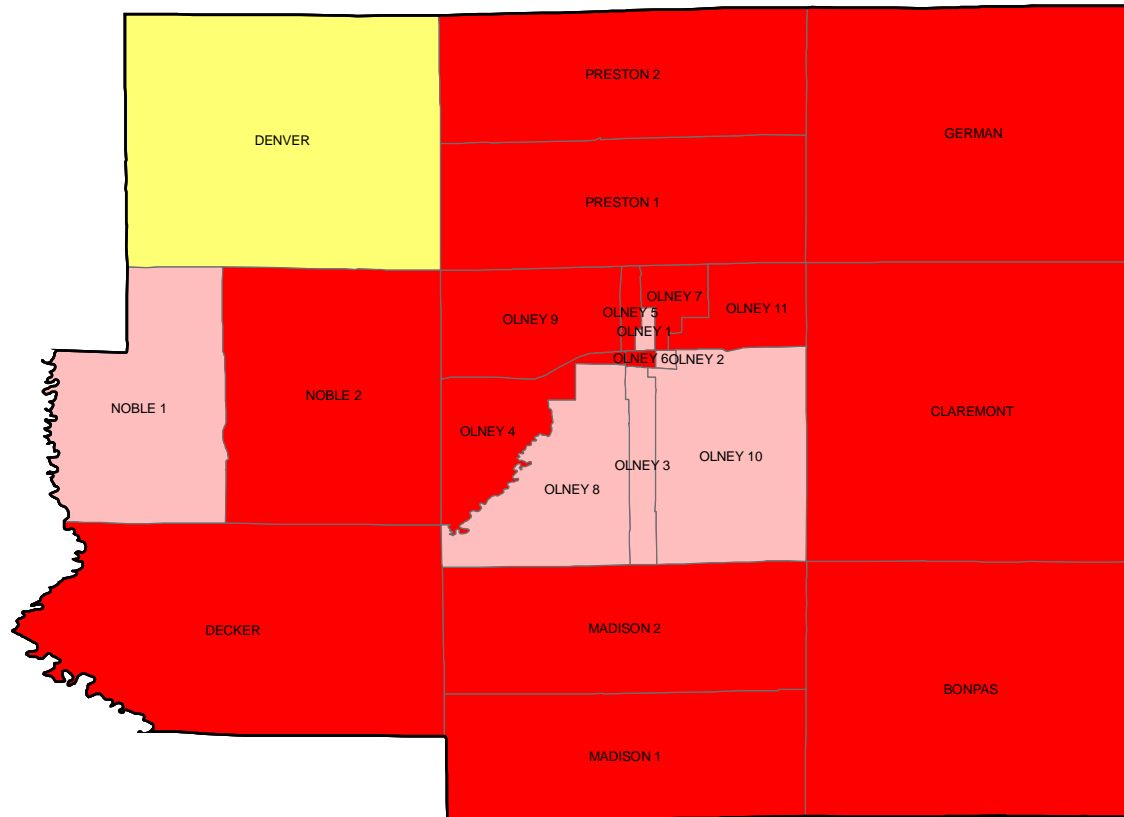 PRESTON 2
GERMAN
DENVER
PRESTON 1
OLNEY 7
OLNEY 11
OLNEY 5
OLNEY 9
OLNEY 1
OLNEY 6
OLNEY 2
NOBLE 2
NOBLE 1
CLAREMONT
OLNEY 4
OLNEY 10
OLNEY 3
OLNEY 8
DECKER
MADISON 2
BONPAS
MADISON 1